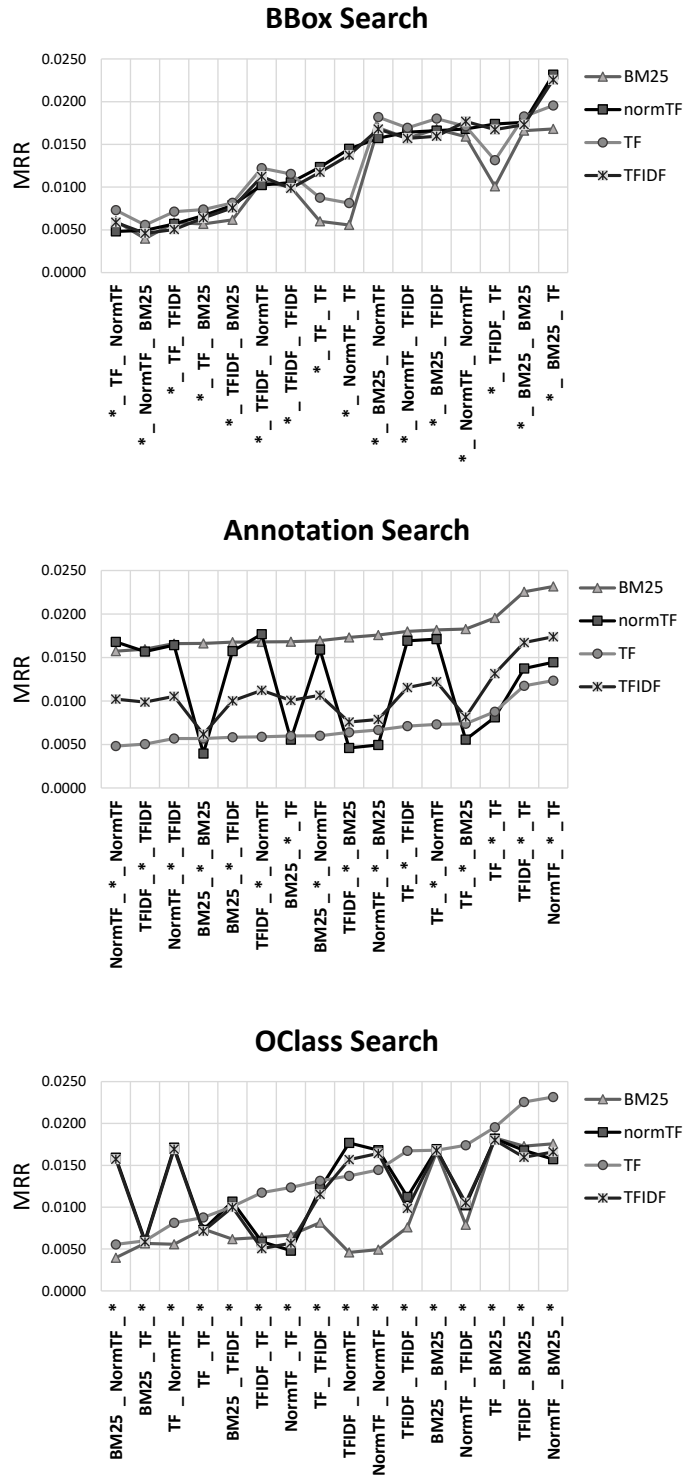 BBox Search
0.0250
0.0200
0.0150
0.0100
0.0050
0.0000
MRR
* _ TF _ NormTF
* _ NormTF _ BM25
* _ TF _ TFIDF
* _ TF _ BM25
* _ TFIDF _ BM25
* _ TFIDF _ NormTF
* _ TFIDF _ TFIDF
* _ TF _ TF
* _ NormTF _ TF
* _ BM25 _ NormTF
* _ NormTF _ TFIDF
* _ BM25 _ TFIDF
* _ NormTF _ NormTF
* _ TFIDF _ TF
* _ BM25 _ BM25
* _ BM25 _ TF
BM25
normTF
TF
TFIDF
Annotation Search
0.0250
0.0200
0.0150
0.0100
0.0050
0.0000
MRR
NormTF _ * _ NormTF
TFIDF _ * _ TFIDF
NormTF _ * _ TFIDF
BM25 _ * _ BM25
BM25 _ * _ TFIDF
TFIDF _ * _ NormTF
BM25 _ * _ TF
BM25 _ * _ NormTF
TFIDF _ * _ BM25
NormTF _ * _ BM25
TF _ * _ TFIDF
TF _ * _ NormTF
TF _ * _ BM25
TF _ * _ TF
TFIDF _ * _ TF
NormTF _ * _ TF
BM25
normTF
TF
TFIDF
OClass Search
0.0250
0.0200
0.0150
0.0100
0.0050
0.0000
MRR
BM25 _ NormTF _ *
BM25 _ TF _ *
TF _ NormTF _ *
TF _ TF _ *
BM25 _ TFIDF _ *
TFIDF _ TF _ *
NormTF _ TF _ *
TF _ TFIDF _ *
TFIDF _ NormTF _ *
NormTF _ NormTF _ *
TFIDF _ TFIDF _ *
BM25 _ BM25 _ *
NormTF _ TFIDF _ *
TF _ BM25 _ *
TFIDF _ BM25 _ *
NormTF _ BM25 _ *
BM25
normTF
TF
TFIDF